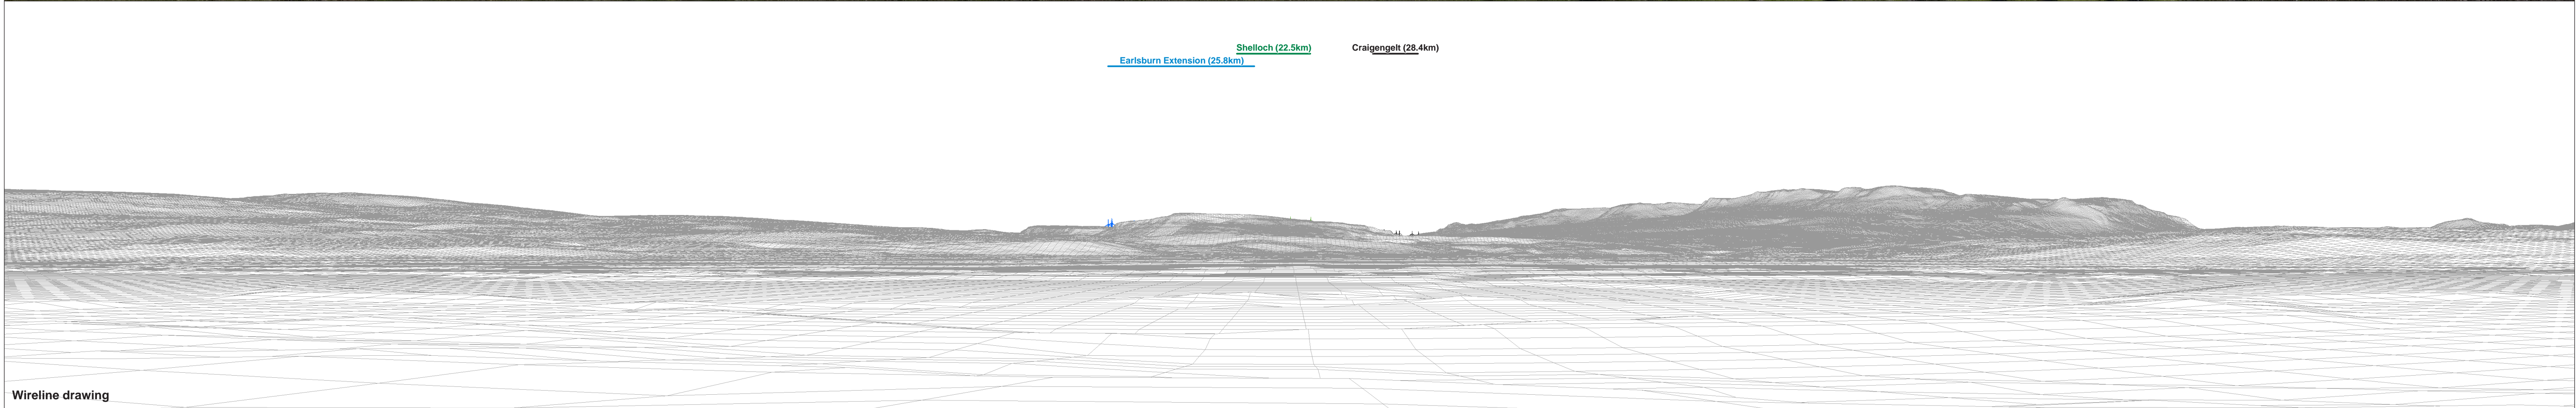 Shelloch (22.5km)
Craigengelt (28.4km)
Earlsburn Extension (25.8km)
Wireline drawing